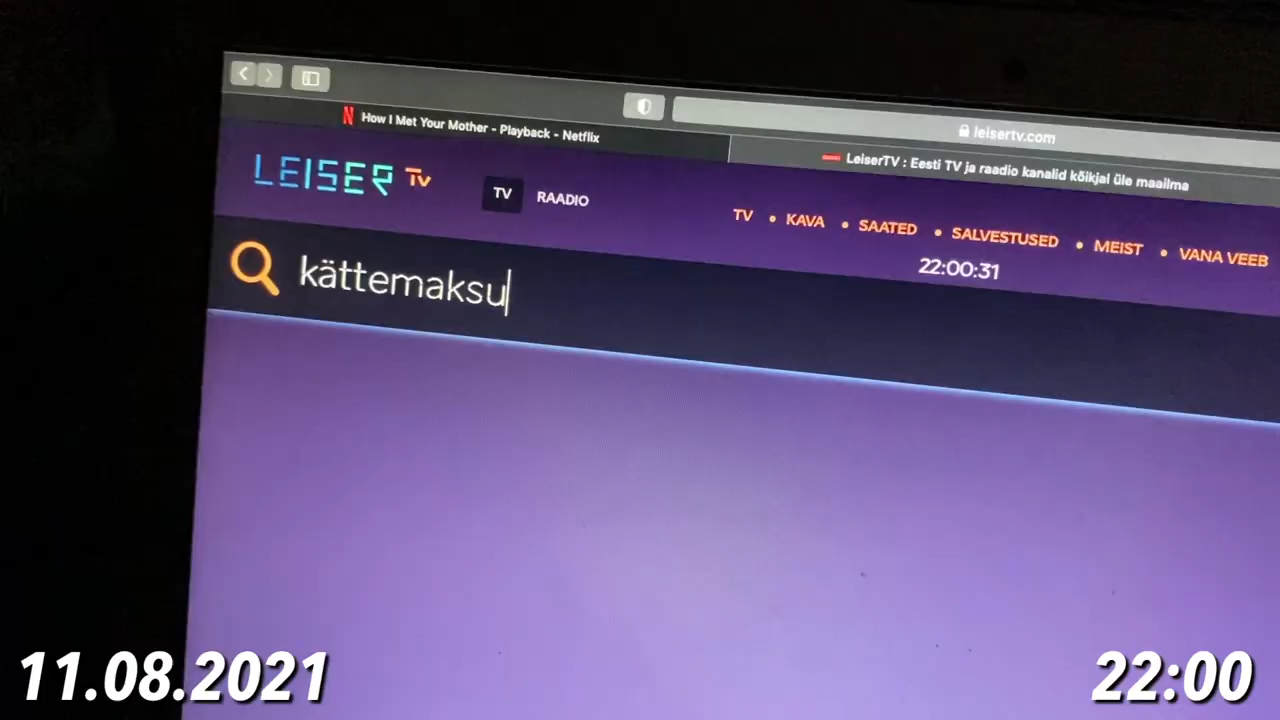 How I Met Your Mother - Playback - Netflix
leisertv.com
LeiserTV : Eesti TV ja raadio kanalid kõikjal üle maailma
LEISER TV
TV
RAADIO
TV • KAVA • SAATED • SALVESTUSED • MEIST • VANA VEEB
22:00:31
kättemaksu
11.08.2021
22:00